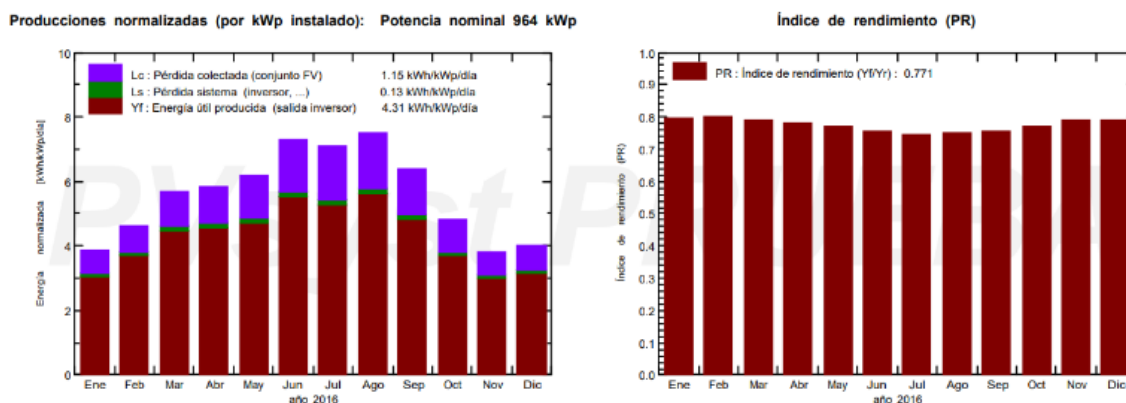 Producciones normalizadas (por kWp instalado): Potencia nominal 964 kWp
10
8
6
4
2
0
Energía normalizada [kWh/kWp/día]
Lc : Pérdida colectada (conjunto FV) 1.15 kWh/kWp/día
Ls : Pérdida sistema (inversor, ...) 0.13 kWh/kWp/día
Yf : Energía útil producida (salida inversor) 4.31 kWh/kWp/día
Ene Feb Mar Abr May Jun Jul Ago Sep Oct Nov Dic
año 2016
Índice de rendimiento (PR)
1.0
0.9
0.8
0.7
0.6
0.5
0.4
0.3
0.2
0.1
0.0
Índice de rendimiento (PR)
PR : Índice de rendimiento (Yf/Yr) : 0.771
Ene Feb Mar Abr May Jun Jul Ago Sep Oct Nov Dic
año 2016